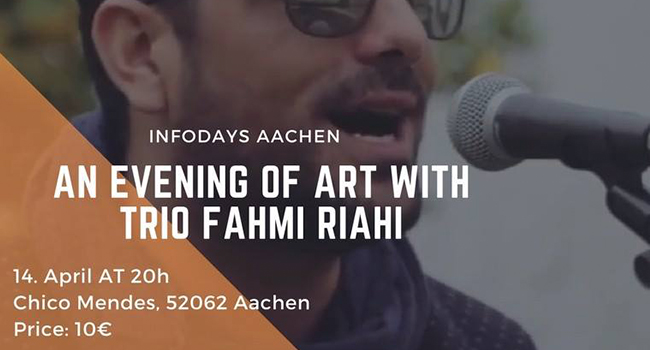 INFODAYS AACHEN
AN EVENING OF ART WITH
TRIO FAHMI RIAHI
14. April AT 20h
Chico Mendes, 52062 Aachen
Price: 10€